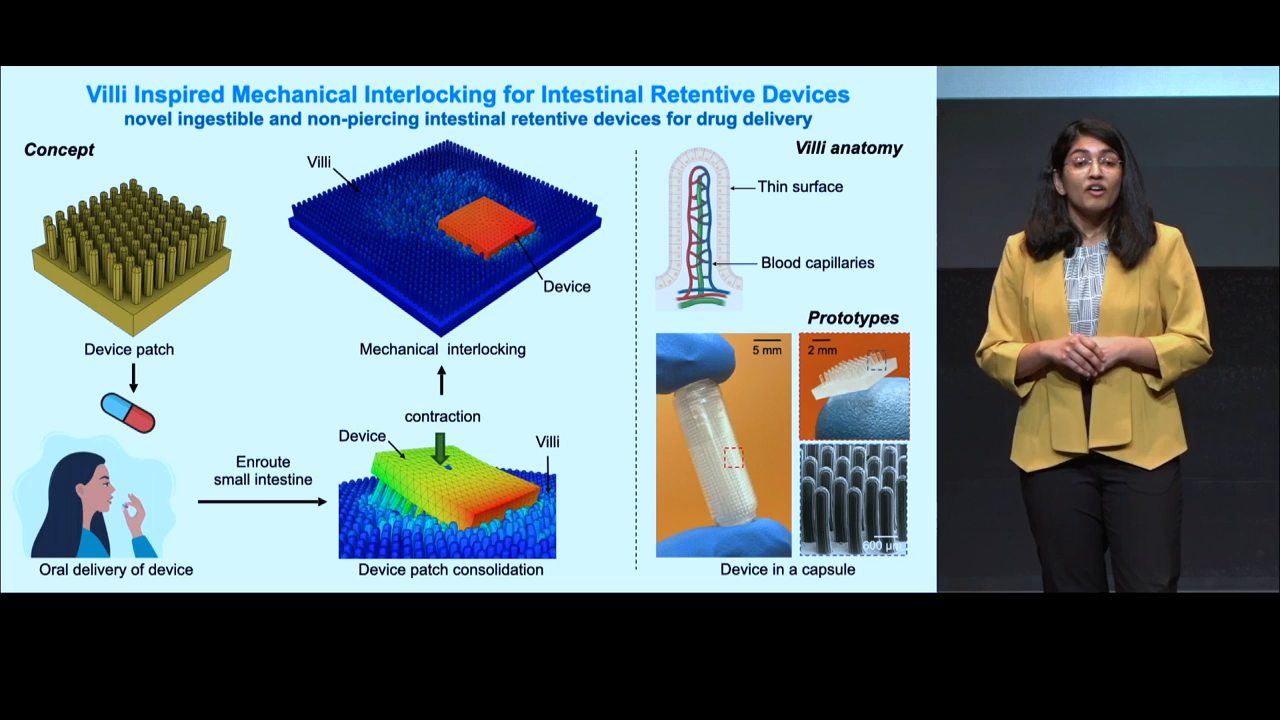 Villi Inspired Mechanical Interlocking for Intestinal Retentive Devices
novel ingestible and non-piercing intestinal retentive devices for drug delivery
Concept
Villi
Device
Device patch
Mechanical interlocking
contraction
Device
Villi
Enroute
small intestine
Oral delivery of device
Device patch consolidation
Villi anatomy
Thin surface
Blood capillaries
Prototypes
5 mm
2 mm
600 µm
Device in a capsule